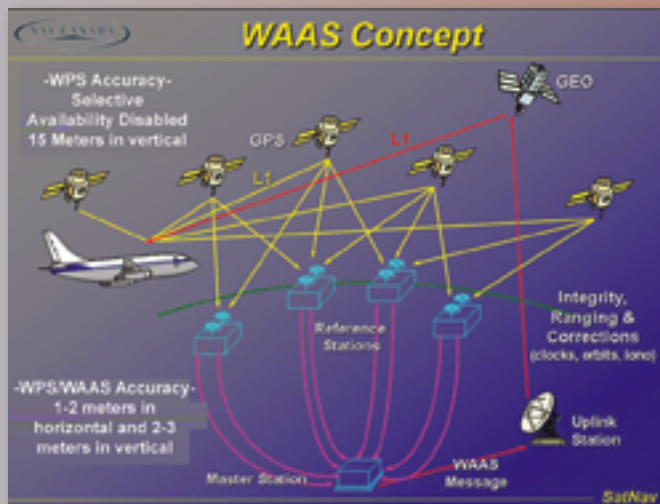 NAV CANADA
WAAS Concept
-WPS Accuracy-
Selective
Availability Disabled
15 Meters in vertical
GEO
GPS
L1
L1
Reference
Stations
Integrity,
Ranging &
Corrections
(clocks, orbits, iono)
-WPS/WAAS Accuracy-
1-2 meters in
horizontal and 2-3
meters in vertical
Uplink
Station
Master Station
WAAS
Message
SatNav